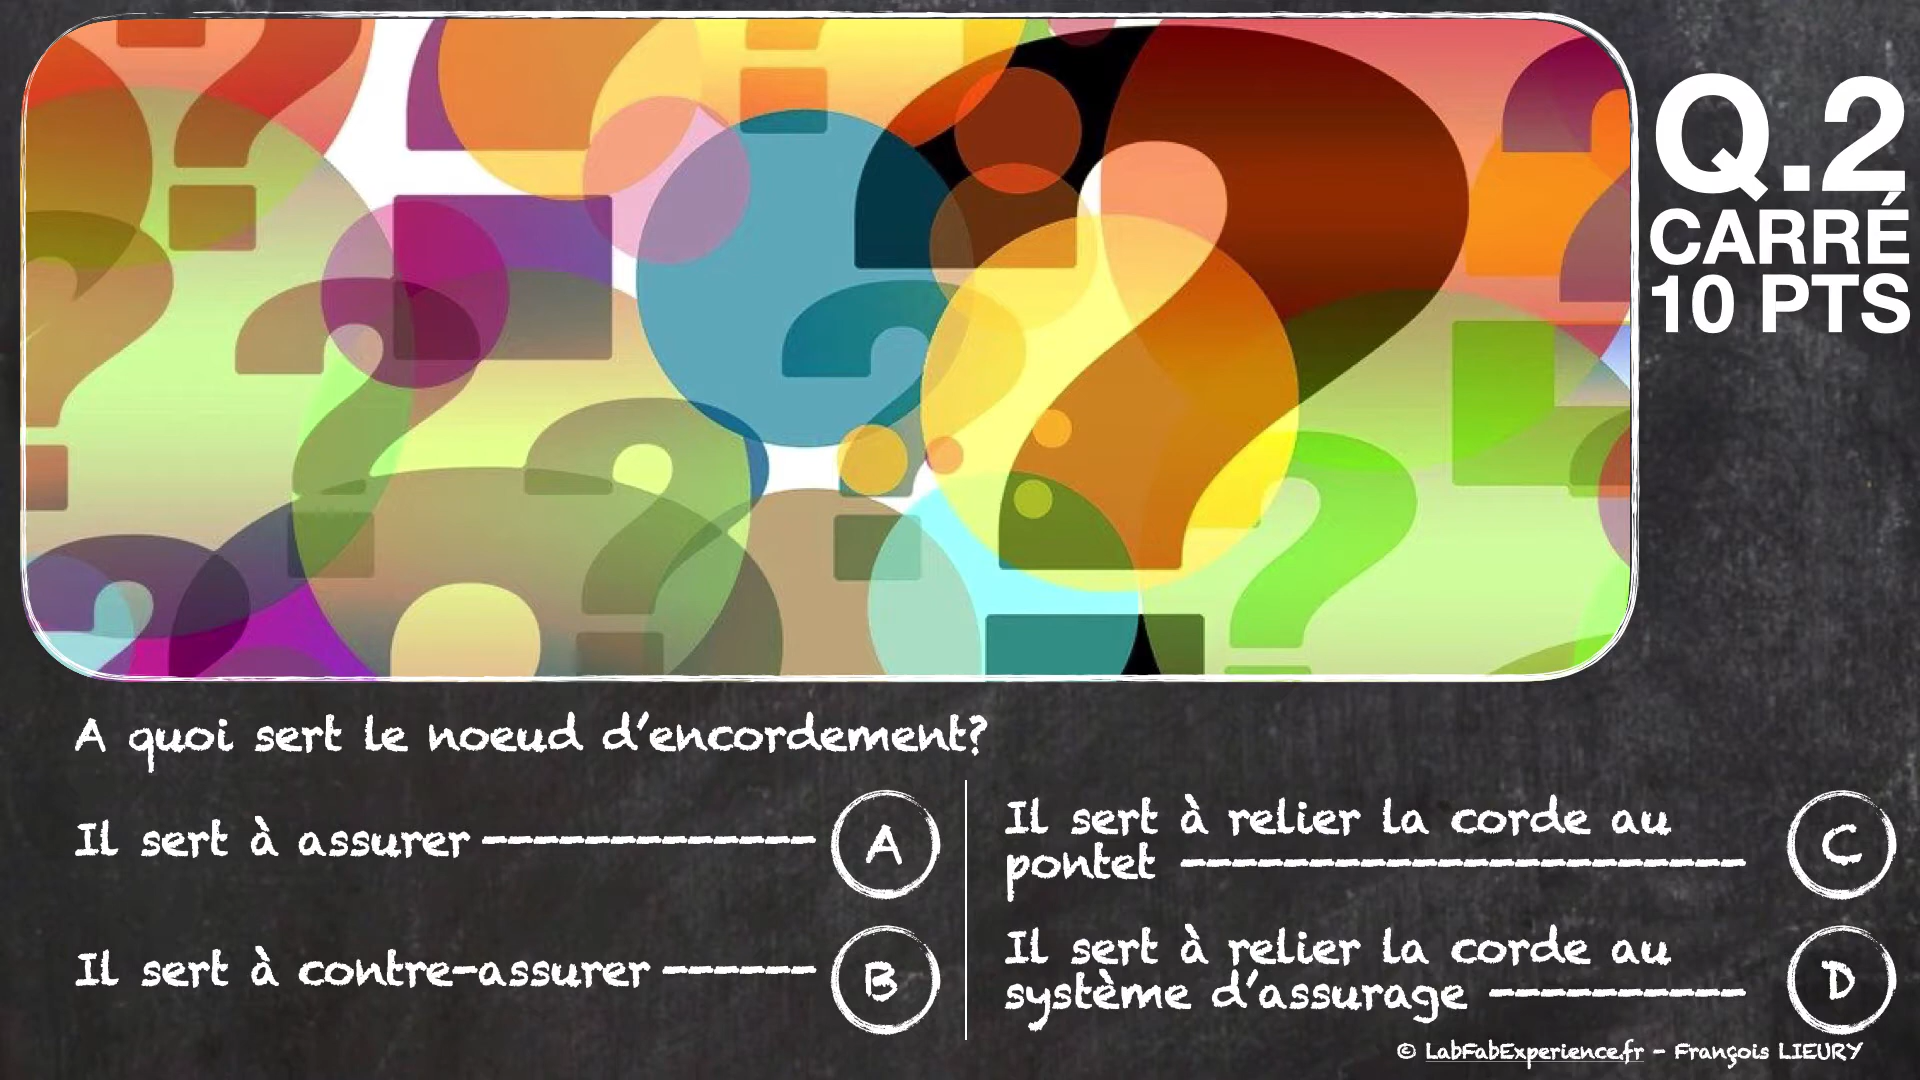 Q.2
CARRÉ
10 PTS
A quoi sert le noeud d'encordement?
Il sert à assurer -------------
A
Il sert à contre-assurer ------
B
Il sert à relier la corde au
pontet ----------------------
C
Il sert à relier la corde au
système d'assurage ----------
D
© LabFabExperience.fr - François LIEURY